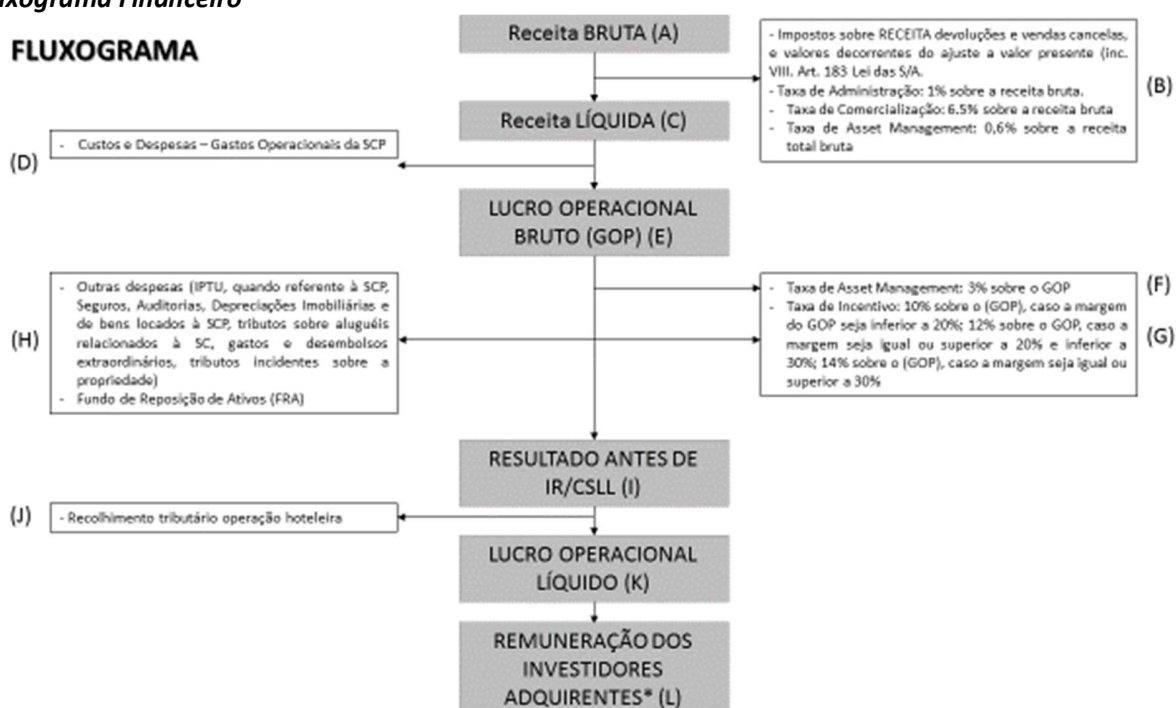 uxograma Financeiro
FLUXOGRAMA
Receita BRUTA (A)
- Impostos sobre RECEITA devoluções e vendas cancelas,
e valores decorrentes do ajuste a valor presente (inc.
VIII. Art. 183 Lei das S/A.
- Taxa de Administração: 1% sobre a receita bruta.
- Taxa de Comercialização: 6.5% sobre a receita bruta
- Taxa de Asset Management: 0,6% sobre a receita
total bruta
(B)
Receita LÍQUIDA (C)
(D)
- Custos e Despesas – Gastos Operacionais da SCP
LUCRO OPERACIONAL
BRUTO (GOP) (E)
- Outras despesas (IPTU, quando referente à SCP,
Seguros, Auditorias, Depreciações Imobiliárias e
de bens locados à SCP, tributos sobre aluguéis
relacionados à SC, gastos e desembolsos
extraordinários, tributos incidentes sobre a
propriedade)
- Fundo de Reposição de Ativos (FRA)
(H)
- Taxa de Asset Management: 3% sobre o GOP
- Taxa de Incentivo: 10% sobre o (GOP), caso a margem
do GOP seja inferior a 20%; 12% sobre o GOP, caso a
margem seja igual ou superior a 20% e inferior a
30%; 14% sobre o (GOP), caso a margem seja igual ou
superior a 30%
(F)
(G)
RESULTADO ANTES DE
IR/CSLL (I)
(J)
- Recolhimento tributário operação hoteleira
LUCRO OPERACIONAL
LÍQUIDO (K)
REMUNERAÇÃO DOS
INVESTIDORES
ADQUIRENTES* (L)